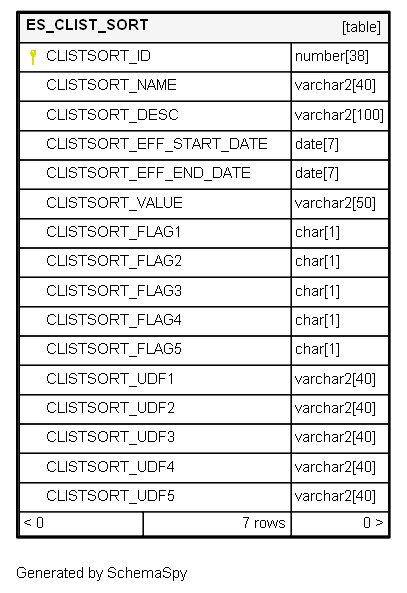 ES_CLIST_SORT [table]
CLISTSORT_ID number[38]
CLISTSORT_NAME varchar2[40]
CLISTSORT_DESC varchar2[100]
CLISTSORT_EFF_START_DATE date[7]
CLISTSORT_EFF_END_DATE date[7]
CLISTSORT_VALUE varchar2[50]
CLISTSORT_FLAG1 char[1]
CLISTSORT_FLAG2 char[1]
CLISTSORT_FLAG3 char[1]
CLISTSORT_FLAG4 char[1]
CLISTSORT_FLAG5 char[1]
CLISTSORT_UDF1 varchar2[40]
CLISTSORT_UDF2 varchar2[40]
CLISTSORT_UDF3 varchar2[40]
CLISTSORT_UDF4 varchar2[40]
CLISTSORT_UDF5 varchar2[40]
< 0 7 rows 0 >
Generated by SchemaSpy